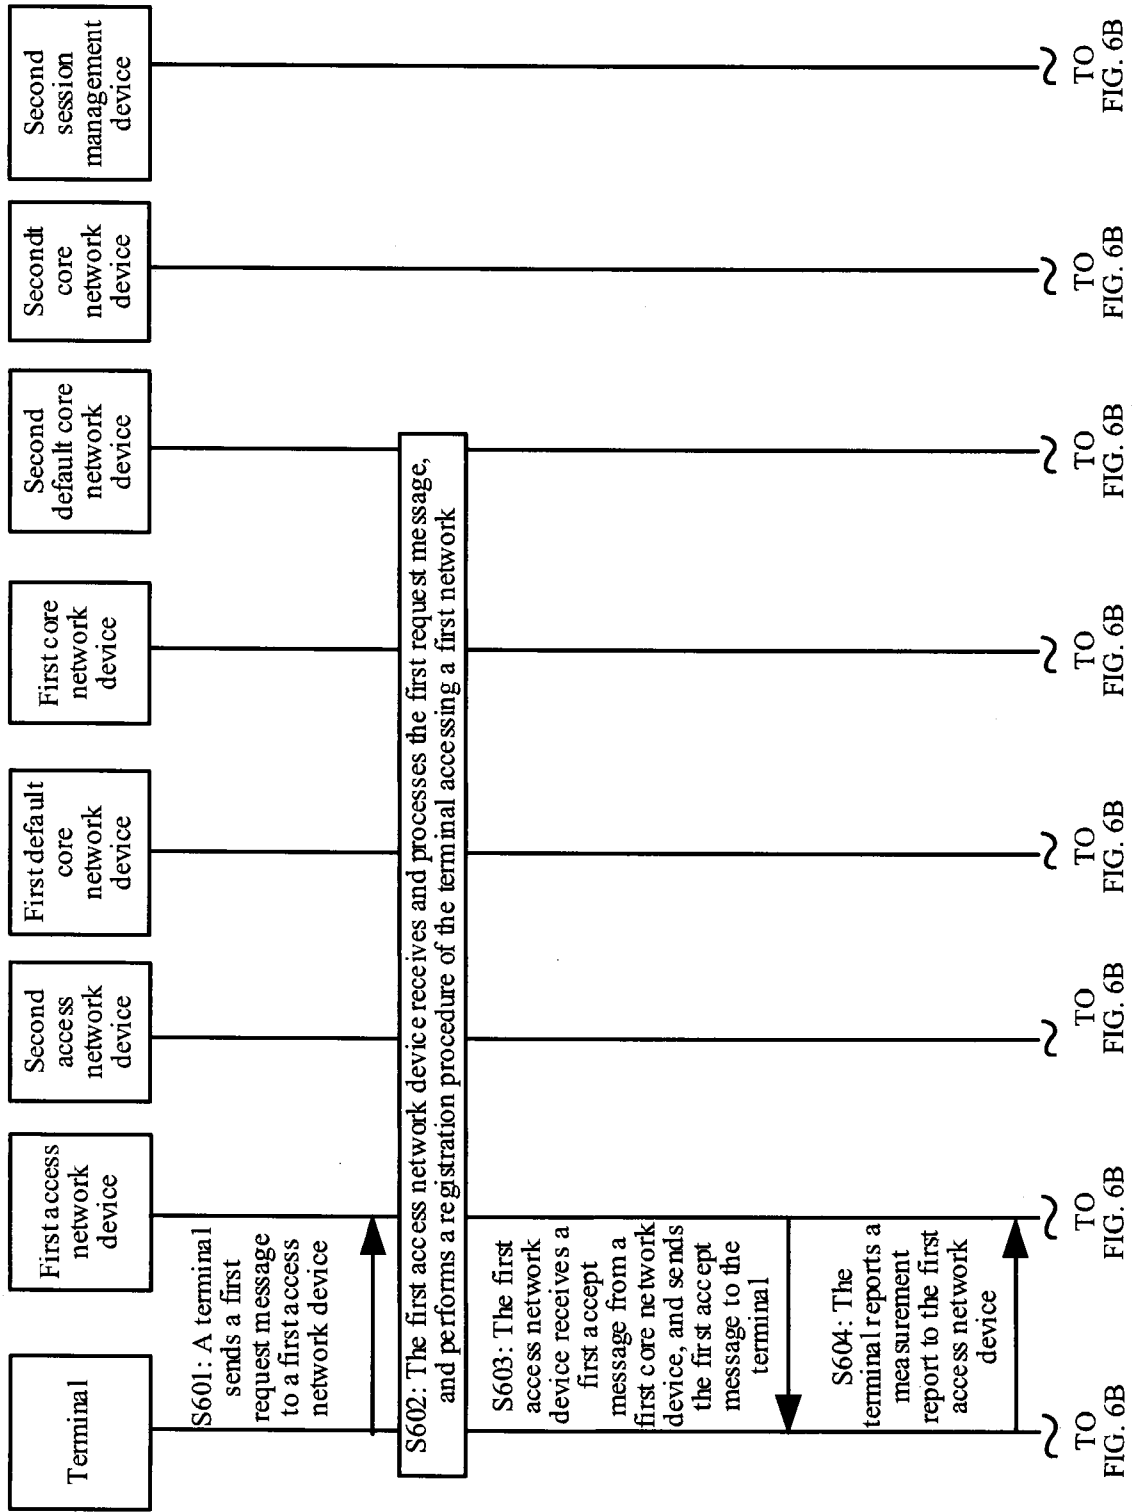 Terminal
First access
network
device
Second
access
network
device
First default
core
network
device
First core
network
device
Second
default core
network
device
Secondt
core
network
device
Second
session
management
device
S601: A terminal
sends a first
request message
to a first access
network device
S602: The first access network device receives and processes the first request message,
and performs a registration procedure of the terminal accessing a first network
S603: The first
access network
device receives a
first accept
message from a
first core network
device, and sends
the first accept
message to the
terminal
S604: The
terminal reports a
measurement
report to the first
access network
device
TO
FIG. 6B
TO
FIG. 6B
TO
FIG. 6B
TO
FIG. 6B
TO
FIG. 6B
TO
FIG. 6B
TO
FIG. 6B
TO
FIG. 6B